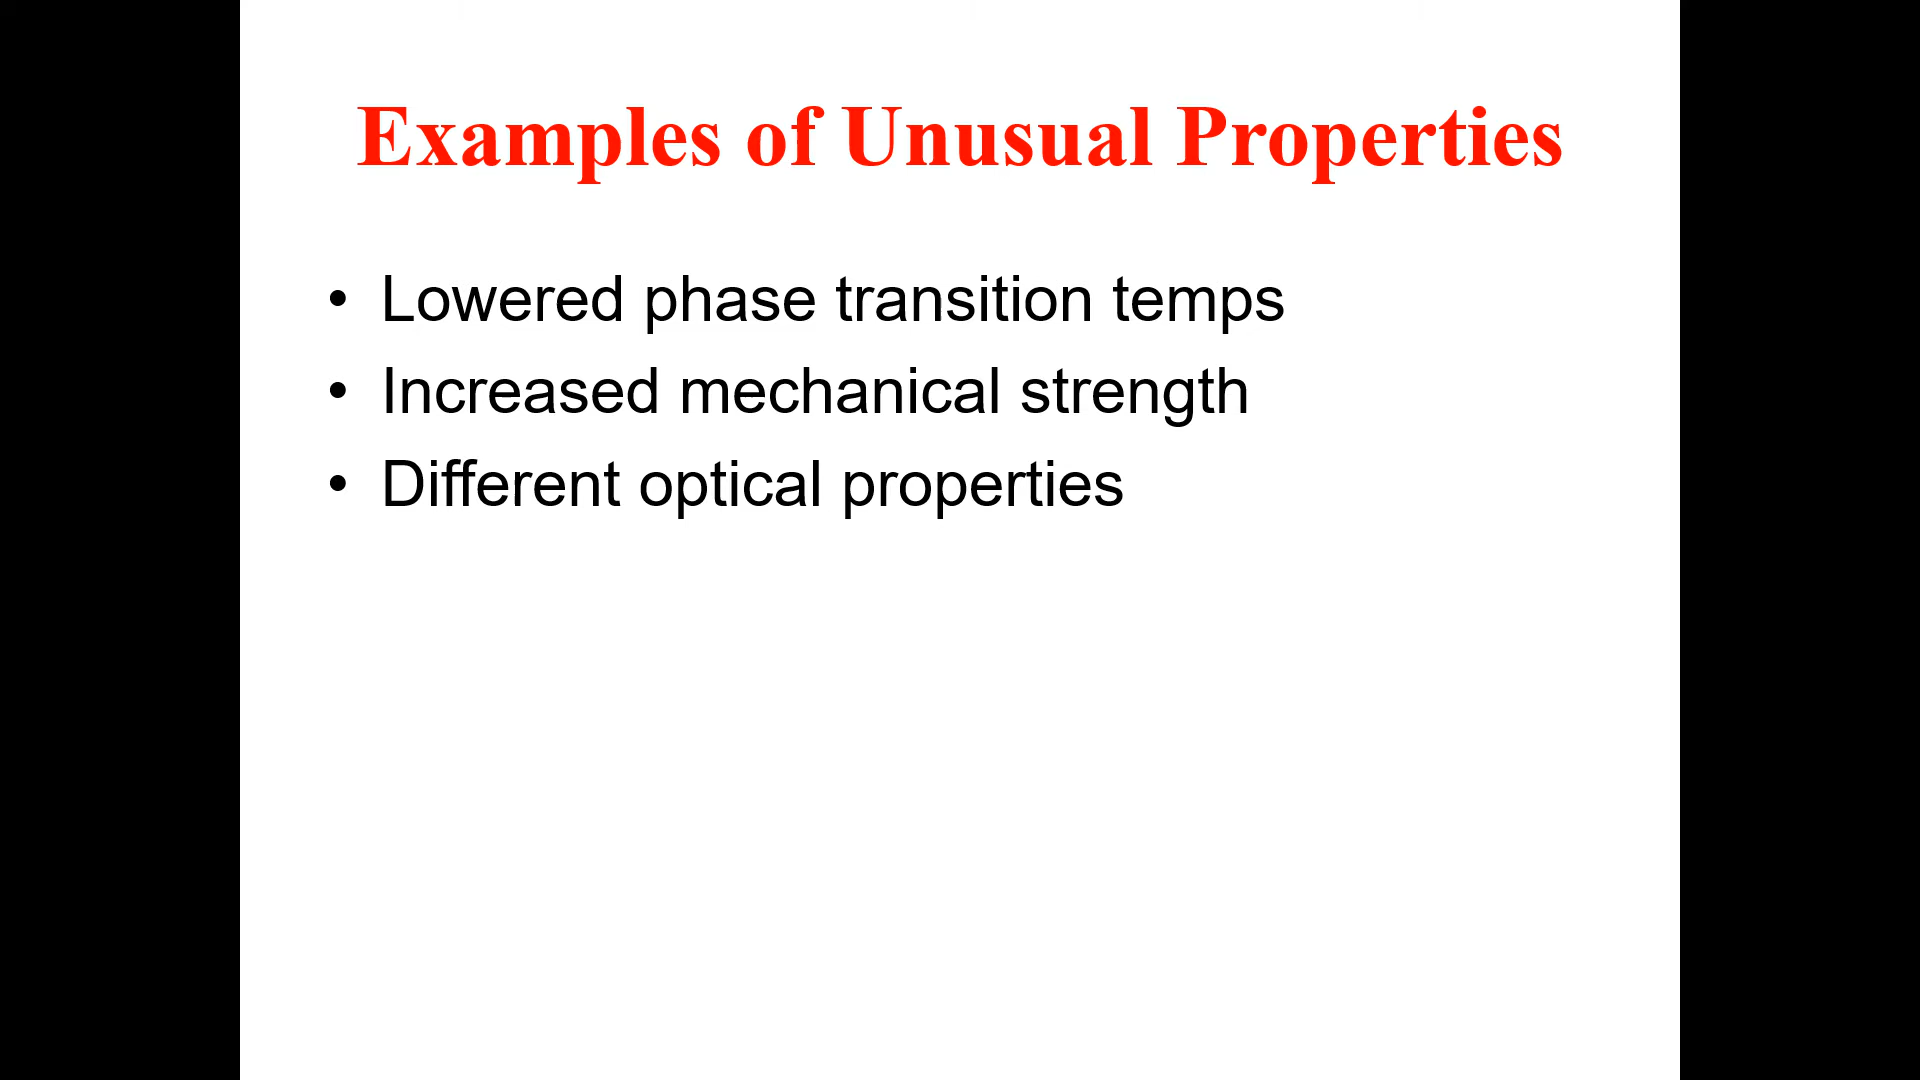 Examples of Unusual Properties
• Lowered phase transition temps
• Increased mechanical strength
• Different optical properties